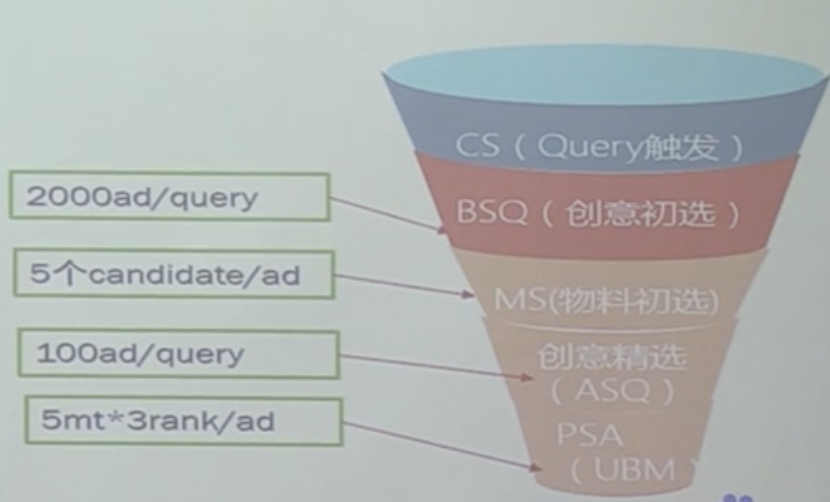 CS（Query触发）
2000ad/query
BSQ（创意初选）
5个candidate/ad
MS(物料初选)
100ad/query
创意精选
（ASQ）
5mt*3rank/ad
PSA
（UBM）